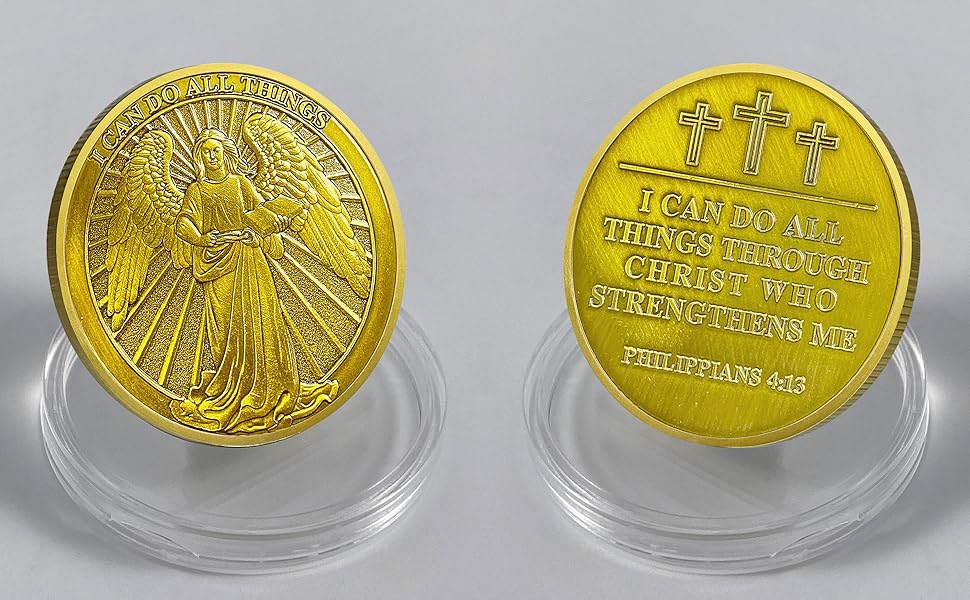 I CAN DO ALL THINGS
I CAN DO ALL
THINGS THROUGH
CHRIST WHO
STRENGTHENS ME
PHILIPPIANS 4:13